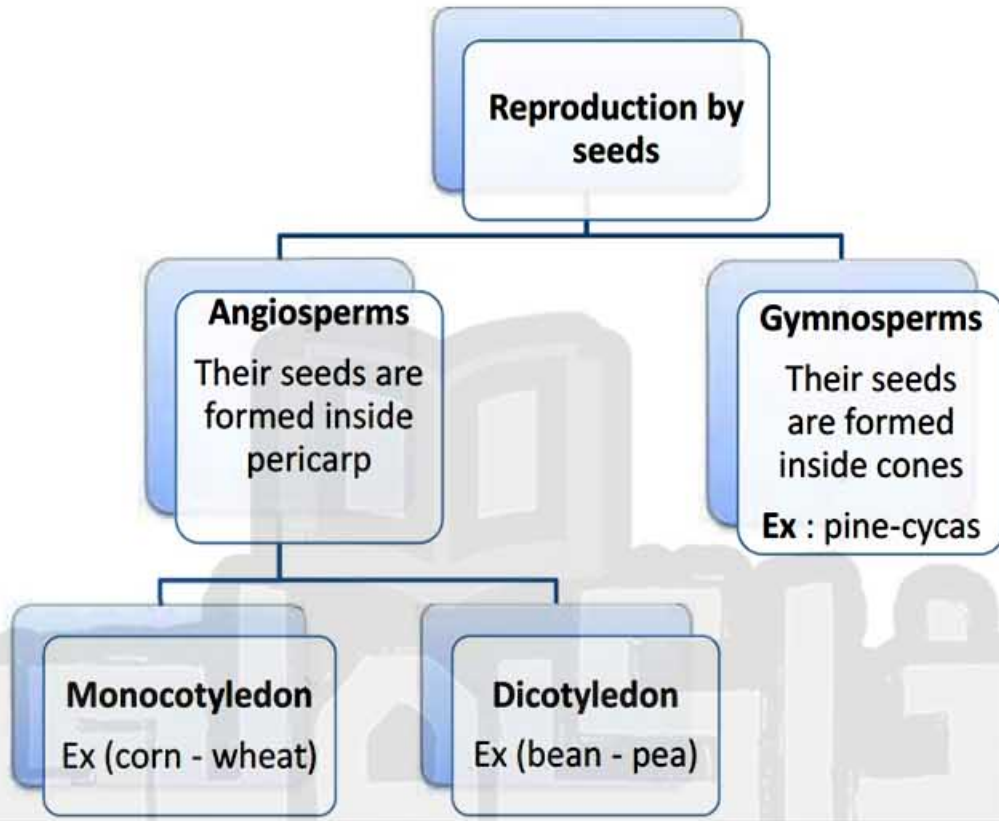 Reproduction by
seeds
Angiosperms
Their seeds are
formed inside
pericarp
Gymnosperms
Their seeds
are formed
inside cones
Ex : pine-cycas
Monocotyledon
Ex (corn - wheat)
Dicotyledon
Ex (bean - pea)